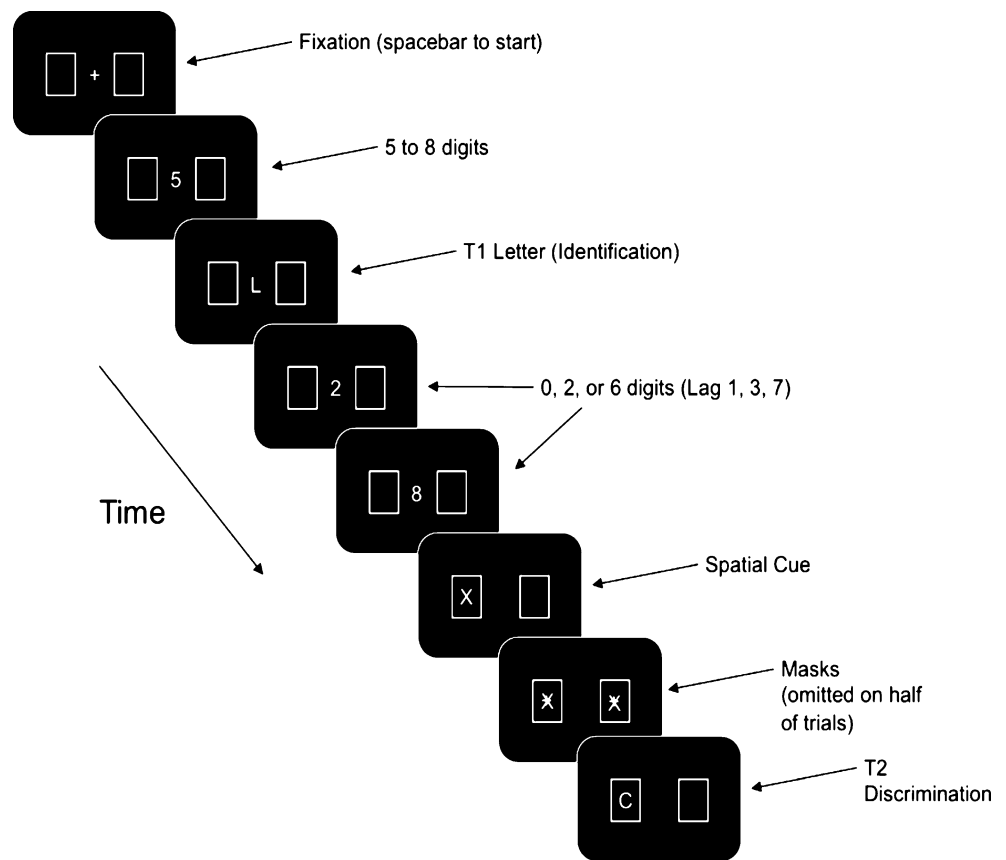 +
Fixation (spacebar to start)
5
5 to 8 digits
L
T1 Letter (Identification)
2
0, 2, or 6 digits (Lag 1, 3, 7)
8
Time
X
Spatial Cue
Masks
(omitted on half
of trials)
C
T2
Discrimination